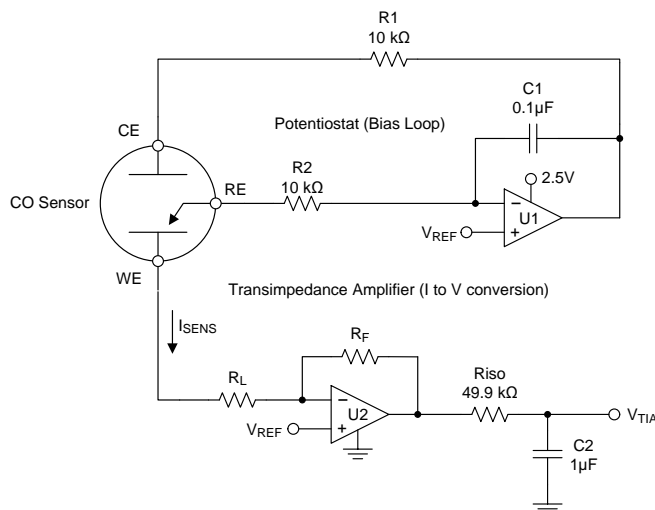 R1
10 kΩ
C1
0.1µF
Potentiostat (Bias Loop)
CE
R2
10 kΩ
RE
2.5V
CO Sensor
−
+
U1
VREF
WE
Transimpedance Amplifier (I to V conversion)
ISENS
RF
RL
Riso
49.9 kΩ
−
+
U2
VREF
VTIA
C2
1µF